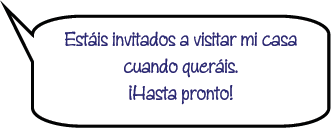 Estáis invitados a visitar mi casa
cuando queráis.
¡Hasta pronto!